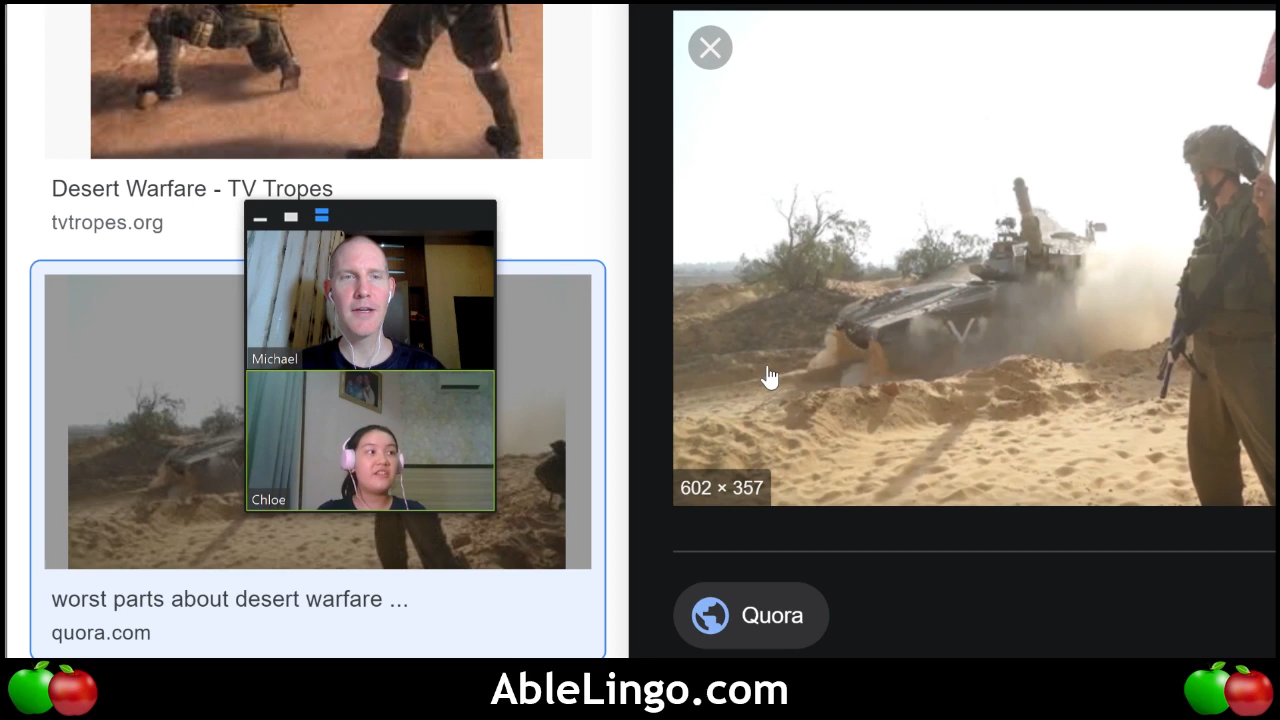 Desert Warfare - TV Tropes
tvtropes.org
Michael
Chloe
worst parts about desert warfare ...
quora.com
602 × 357
Quora
AbleLingo.com